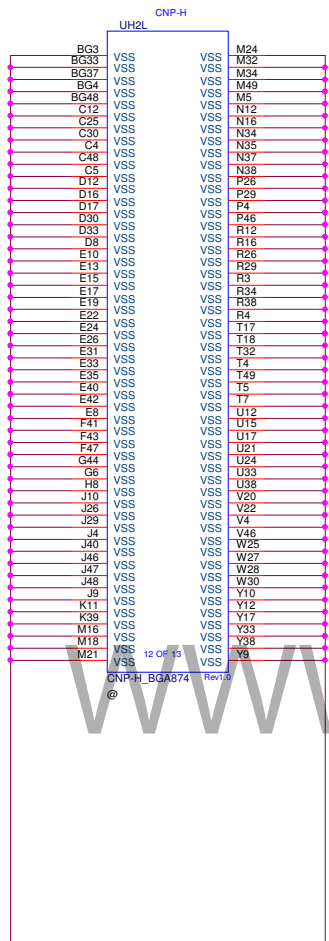 CNP-H
UH2L
BG3 VSS VSS M24
BG33 VSS VSS M32
BG37 VSS VSS M34
BG4 VSS VSS M49
BG48 VSS VSS M5
C12 VSS VSS N12
C25 VSS VSS N16
C30 VSS VSS N34
C4 VSS VSS N35
C48 VSS VSS N37
C5 VSS VSS N38
D12 VSS VSS P26
D16 VSS VSS P29
D17 VSS VSS P4
D30 VSS VSS P46
D33 VSS VSS R12
D8 VSS VSS R16
E10 VSS VSS R26
E13 VSS VSS R29
E15 VSS VSS R3
E17 VSS VSS R34
E19 VSS VSS R38
E22 VSS VSS R4
E24 VSS VSS T17
E26 VSS VSS T18
E31 VSS VSS T32
E33 VSS VSS T4
E35 VSS VSS T49
E40 VSS VSS T5
E42 VSS VSS T7
E8 VSS VSS U12
F41 VSS VSS U15
F43 VSS VSS U17
F47 VSS VSS U21
G44 VSS VSS U24
G6 VSS VSS U33
H8 VSS VSS U38
J10 VSS VSS V20
J26 VSS VSS V22
J29 VSS VSS V4
J4 VSS VSS V46
J40 VSS VSS W25
J46 VSS VSS W27
J47 VSS VSS W28
J48 VSS VSS W30
J9 VSS VSS Y10
K11 VSS VSS Y12
K39 VSS VSS Y17
M16 VSS VSS Y33
M18 VSS VSS Y38
M21 VSS 12 OF 13 VSS Y9
CNP-H_BGA874 Rev1.0
@